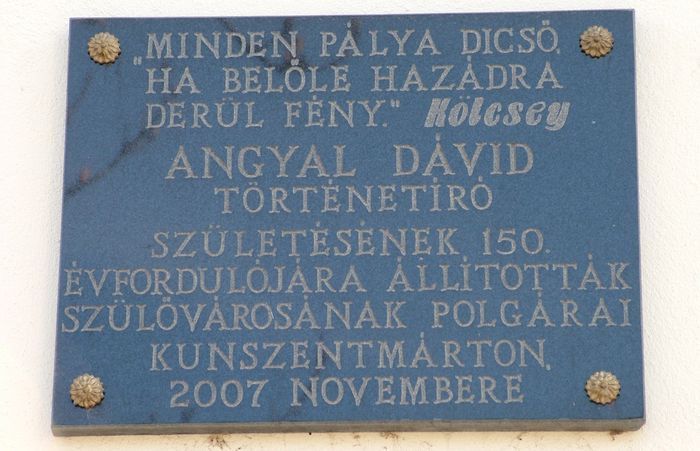 „MINDEN PÁLYA DICSŐ,
HA BELŐLE HAZÁDRA
DERÜL FÉNY." Kölcsey
ANGYAL DÁVID
TÖRTÉNETÍRÓ
SZÜLETÉSÉNEK 150.
ÉVFORDULÓJÁRA ÁLLÍTOTTÁK
SZÜLŐVÁROSÁNAK POLGÁRAI
KUNSZENTMÁRTON,
2007 NOVEMBERE